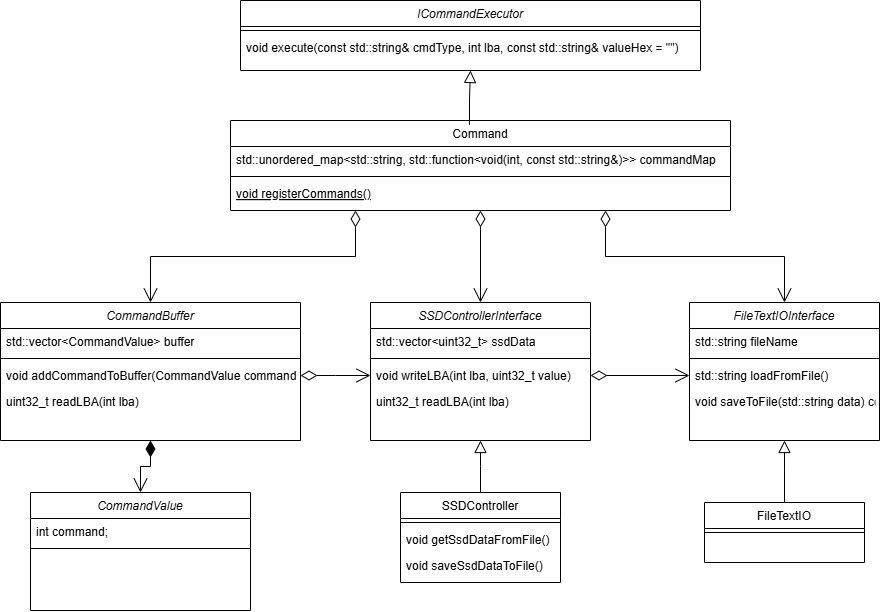 ICommandExecutor
void execute(const std::string& cmdType, int lba, const std::string& valueHex = "")
Command
std::unordered_map<std::string, std::function<void(int, const std::string&)>> commandMap
void registerCommands()
CommandBuffer
std::vector<CommandValue> buffer
void addCommandToBuffer(CommandValue command
uint32_t readLBA(int lba)
SSDControllerInterface
std::vector<uint32_t> ssdData
void writeLBA(int lba, uint32_t value)
uint32_t readLBA(int lba)
FileTextIOInterface
std::string fileName
std::string loadFromFile()
void saveToFile(std::string data) c
CommandValue
int command;
SSDController
void getSsdDataFromFile()
void saveSsdDataToFile()
FileTextIO